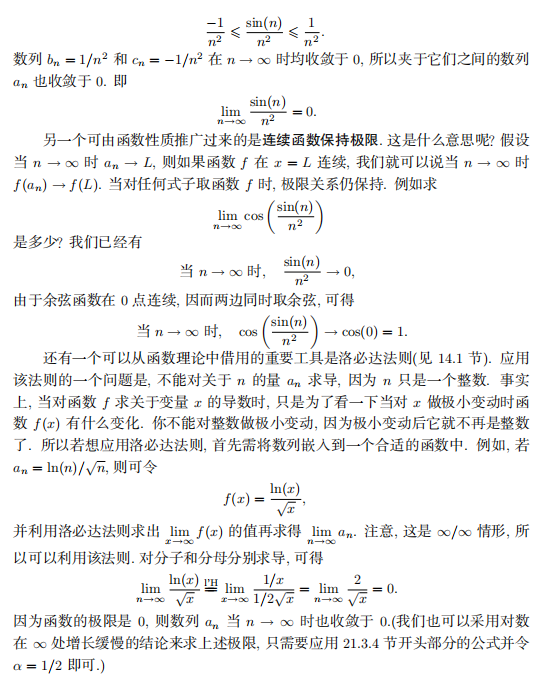 $$\frac{-1}{n^2} \leqslant \frac{\sin(n)}{n^2} \leqslant \frac{1}{n^2}.$$
数列 $b_n = 1/n^2$ 和 $c_n = -1/n^2$ 在 $n \to \infty$ 时均收敛于 0, 所以夹于它们之间的数列
$a_n$ 也收敛于 0. 即
$$\lim_{n \to \infty} \frac{\sin(n)}{n^2} = 0.$$
另一个可由函数性质推广过来的是连续函数保持极限. 这是什么意思呢? 假设
当 $n \to \infty$ 时 $a_n \to L$, 则如果函数 $f$ 在 $x = L$ 连续, 我们就可以说当 $n \to \infty$ 时
$f(a_n) \to f(L)$. 当对任何式子取函数 $f$ 时, 极限关系仍保持. 例如求
$$\lim_{n \to \infty} \cos\left(\frac{\sin(n)}{n^2}\right)$$
是多少? 我们已经有
$$当\ n \to \infty\ 时, \quad \frac{\sin(n)}{n^2} \to 0,$$
由于余弦函数在 0 点连续, 因而两边同时取余弦, 可得
$$当\ n \to \infty\ 时, \quad \cos\left(\frac{\sin(n)}{n^2}\right) \to \cos(0) = 1.$$
还有一个可以从函数理论中借用的重要工具是洛必达法则(见 14.1 节). 应用
该法则的一个问题是, 不能对关于 $n$ 的量 $a_n$ 求导, 因为 $n$ 只是一个整数. 事实
上, 当对函数 $f$ 求关于变量 $x$ 的导数时, 只是为了看一下当对 $x$ 做极小变动时函
数 $f(x)$ 有什么变化. 你不能对整数做极小变动, 因为极小变动后它就不再是整数
了. 所以若想应用洛必达法则, 首先需将数列嵌入到一个合适的函数中. 例如, 若
$a_n = \ln(n)/\sqrt{n}$, 则可令
$$f(x) = \frac{\ln(x)}{\sqrt{x}},$$
并利用洛必达法则求出 $\lim_{x \to \infty} f(x)$ 的值再求得 $\lim_{n \to \infty} a_n$. 注意, 这是 $\infty/\infty$ 情形, 所
以可以利用该法则. 对分子和分母分别求导, 可得
$$\lim_{n \to \infty} \frac{\ln(x)}{\sqrt{x}} \overset{\text{l'H}}{=} \lim_{x \to \infty} \frac{1/x}{1/2\sqrt{x}} = \lim_{n \to \infty} \frac{2}{\sqrt{x}} = 0.$$
因为函数的极限是 0, 则数列 $a_n$ 当 $n \to \infty$ 时也收敛于 0.(我们也可以采用对数
在 $\infty$ 处增长缓慢的结论来求上述极限, 只需要应用 21.3.4 节开头部分的公式并令
$\alpha = 1/2$ 即可.)